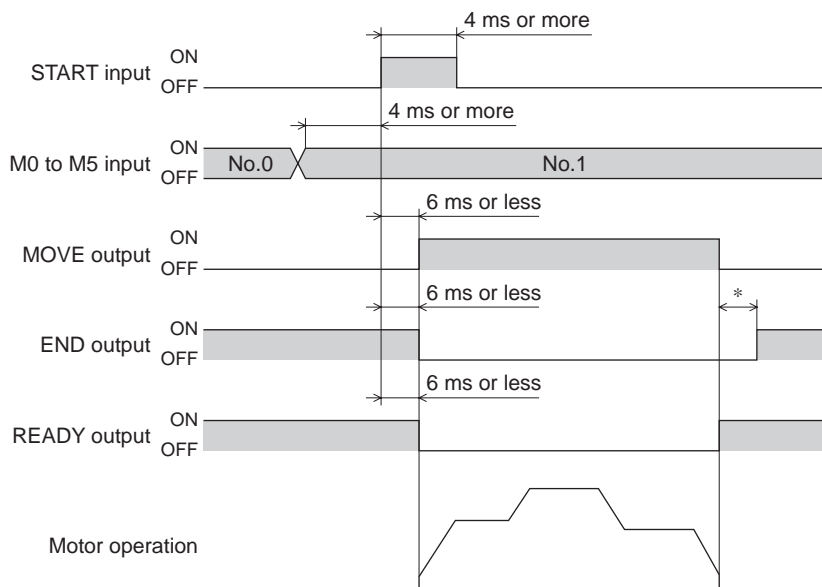 4 ms or more
START input ON
OFF
4 ms or more
M0 to M5 input ON
OFF
No.0 No.1
6 ms or less
MOVE output ON
OFF
6 ms or less
*
END output ON
OFF
6 ms or less
READY output ON
OFF
Motor operation